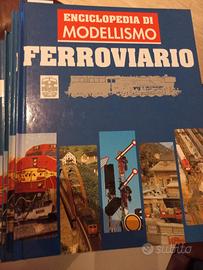 ENCICLOPEDIA DI
MODELLISMO
FERROVIARIO
subito